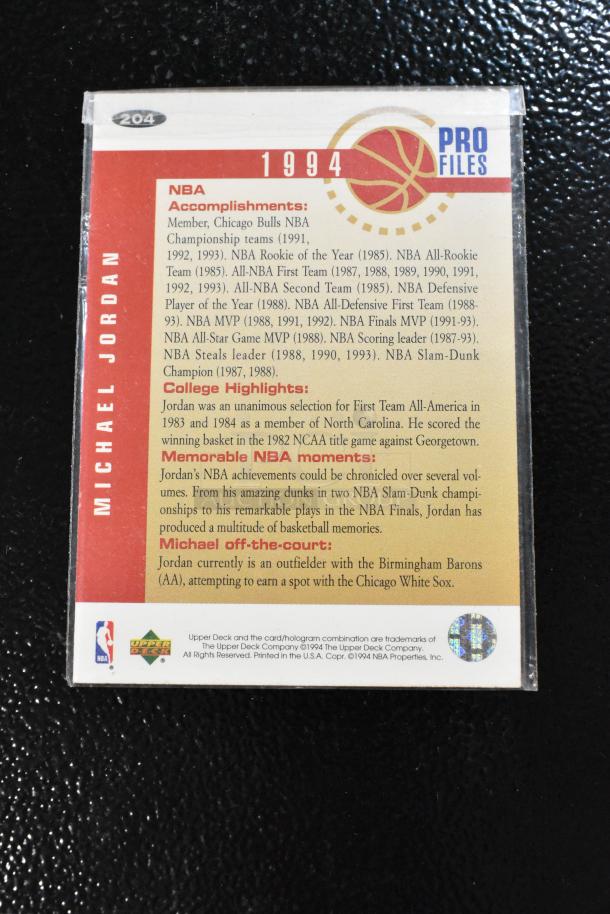 204
1994
PRO
FILES
MICHAEL JORDAN
NBA
Accomplishments:
Member, Chicago Bulls NBA
Championship teams (1991,
1992, 1993). NBA Rookie of the Year (1985). NBA All-Rookie
Team (1985). All-NBA First Team (1987, 1988, 1989, 1990, 1991,
1992, 1993). All-NBA Second Team (1985). NBA Defensive
Player of the Year (1988). NBA All-Defensive First Team (1988-
93). NBA MVP (1988, 1991, 1992). NBA Finals MVP (1991-93).
NBA All-Star Game MVP (1988). NBA Scoring leader (1987-93).
NBA Steals leader (1988, 1990, 1993). NBA Slam-Dunk
Champion (1987, 1988).
College Highlights:
Jordan was an unanimous selection for First Team All-America in
1983 and 1984 as a member of North Carolina. He scored the
winning basket in the 1982 NCAA title game against Georgetown.
Memorable NBA moments:
Jordan's NBA achievements could be chronicled over several vol-
umes. From his amazing dunks in two NBA Slam-Dunk champi-
onships to his remarkable plays in the NBA Finals, Jordan has
produced a multitude of basketball memories.
Michael off-the-court:
Jordan currently is an outfielder with the Birmingham Barons
(AA), attempting to earn a spot with the Chicago White Sox.
NBA
UPPER
DECK
Upper Deck and the card/hologram combination are trademarks of
The Upper Deck Company ©1994 The Upper Deck Company.
All Rights Reserved. Printed in the U.S.A. Copr. ©1994 NBA Properties, Inc.